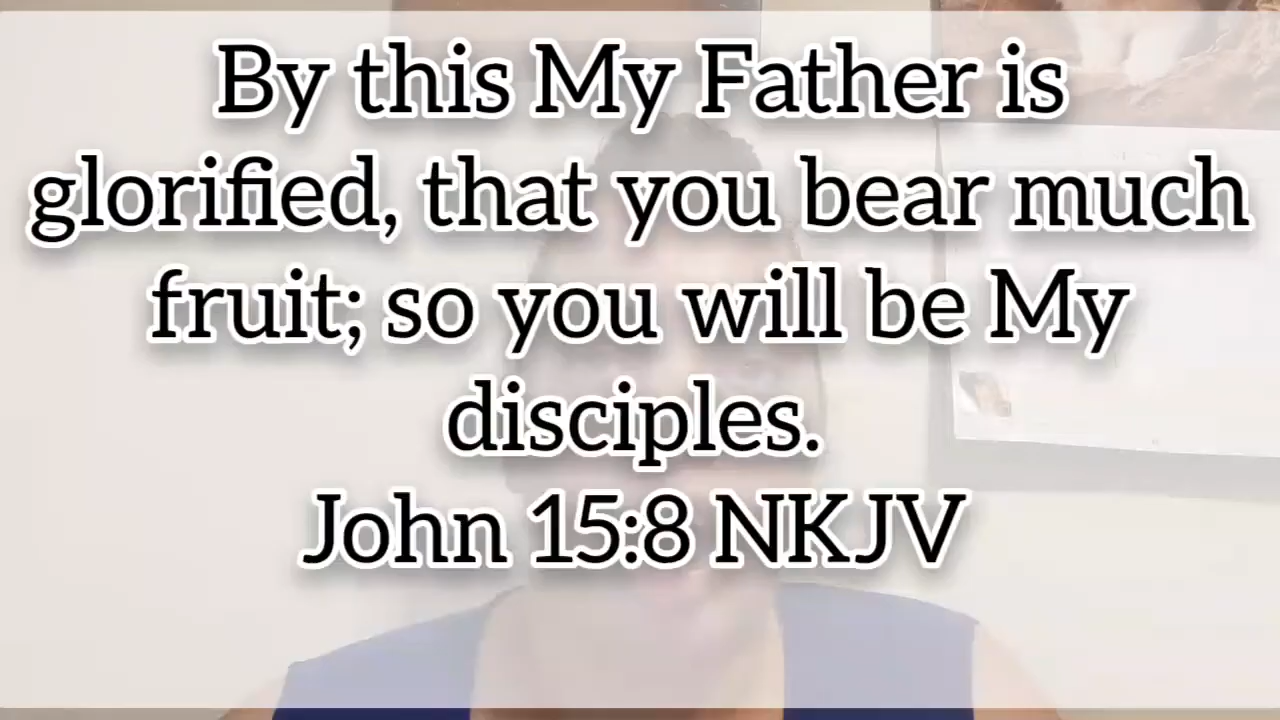 By this My Father is
glorified, that you bear much
fruit; so you will be My
disciples.
John 15:8 NKJV